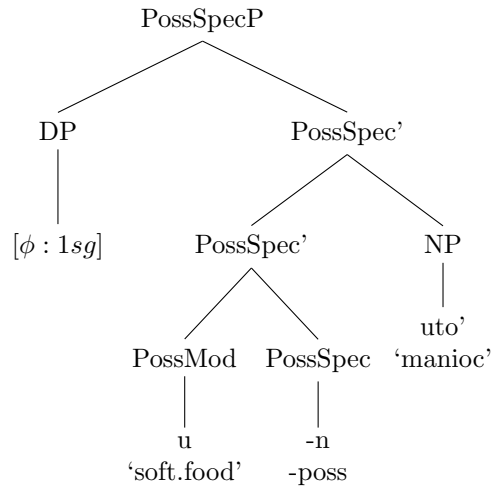 PossSpecP
DP PossSpec’
[ϕ : 1sg] PossSpec’ NP
uto’
PossMod PossSpec ‘manioc’
u -n
‘soft.food’ -poss